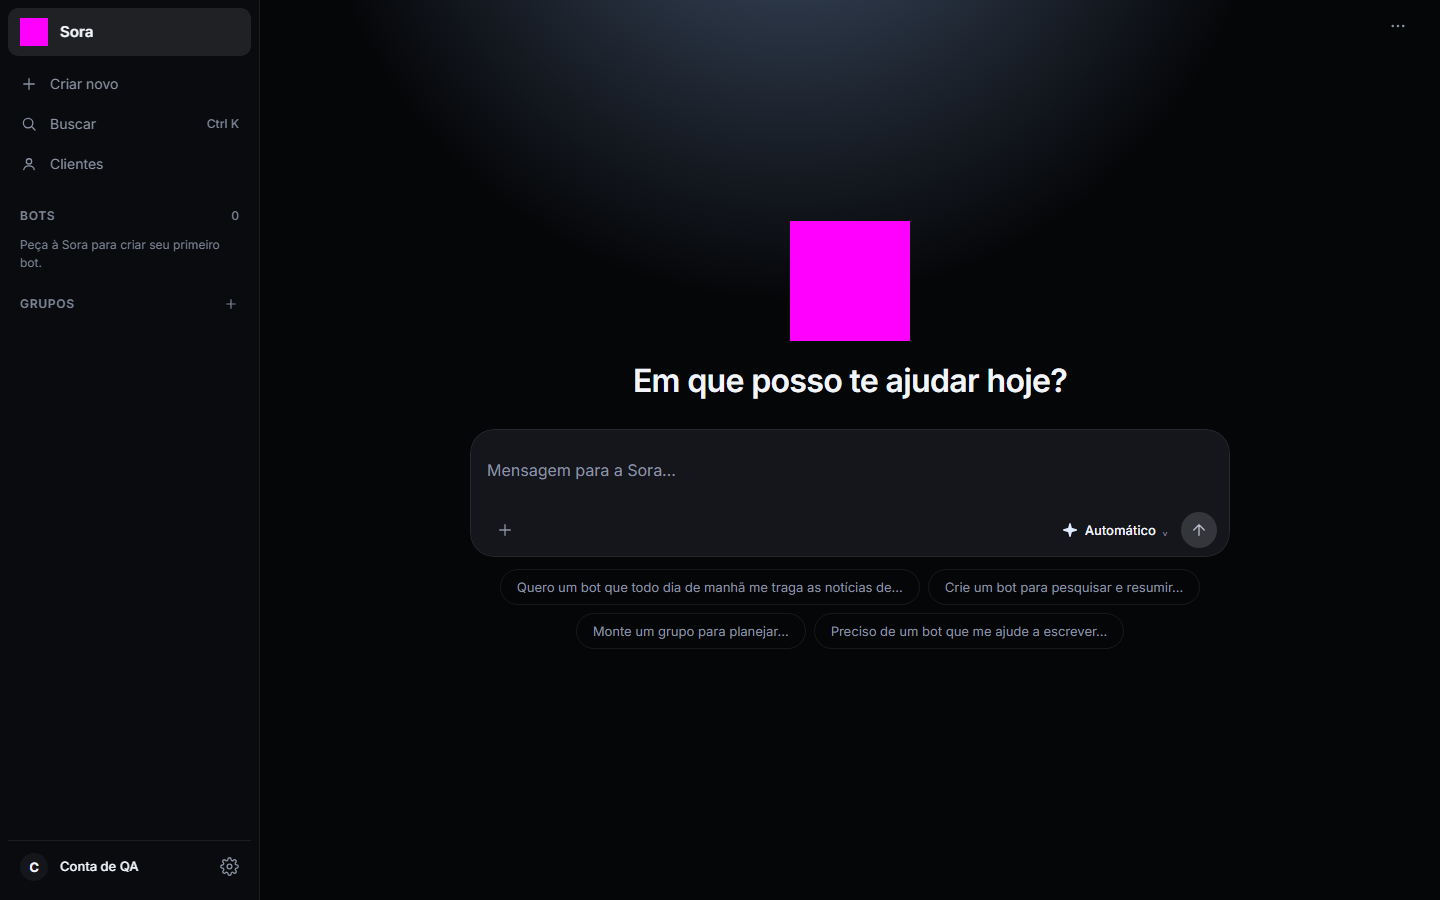 Sora
Criar novo
Buscar Ctrl K
Clientes
BOTS 0
Peça à Sora para criar seu primeiro
bot.
GRUPOS
Em que posso te ajudar hoje?
Mensagem para a Sora...
Automático
Quero um bot que todo dia de manhã me traga as notícias de...
Crie um bot para pesquisar e resumir...
Monte um grupo para planejar...
Preciso de um bot que me ajude a escrever...
C Conta de QA